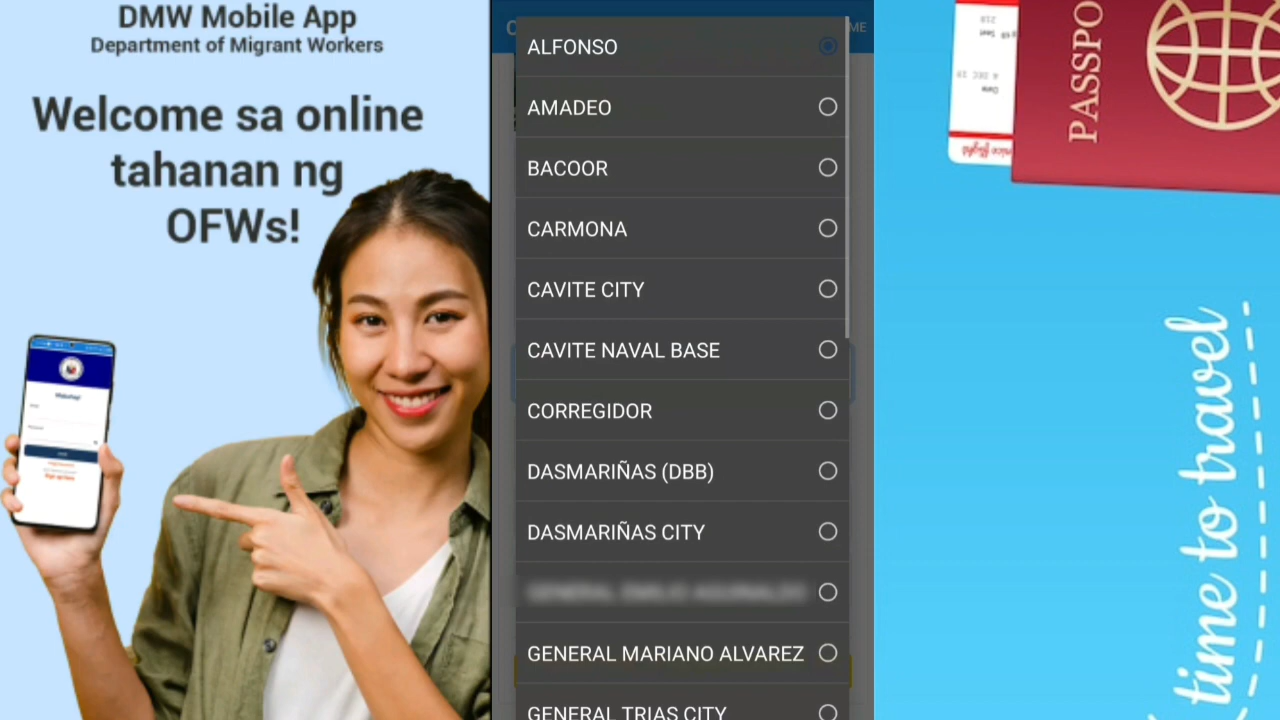 DMW Mobile App
Department of Migrant Workers
Welcome sa online
tahanan ng
OFWs!
ME
ALFONSO
AMADEO
BACOOR
CARMONA
CAVITE CITY
CAVITE NAVAL BASE
CORREGIDOR
DASMARIÑAS (DBB)
DASMARIÑAS CITY
GENERAL MARIANO ALVAREZ
GENERAL TRIAS CITY
PASSPO
time to travel